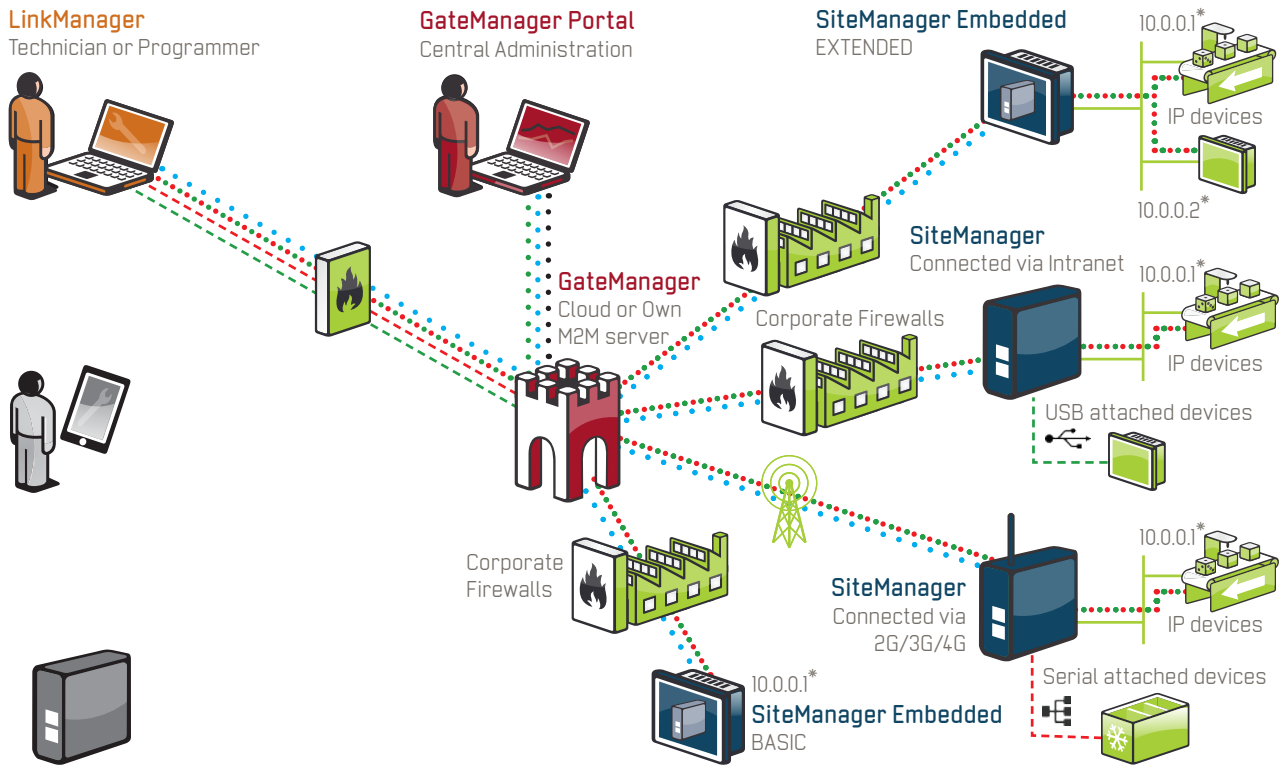 LinkManager
Technician or Programmer
GateManager Portal
Central Administration
SiteManager Embedded
EXTENDED
10.0.0.1*
IP devices
10.0.0.2*
SiteManager
Connected via Intranet
10.0.0.1*
IP devices
USB attached devices
GateManager
Cloud or Own
M2M server
Corporate Firewalls
Corporate
Firewalls
SiteManager
Connected via
2G/3G/4G
10.0.0.1*
IP devices
Serial attached devices
10.0.0.1*
SiteManager Embedded
BASIC